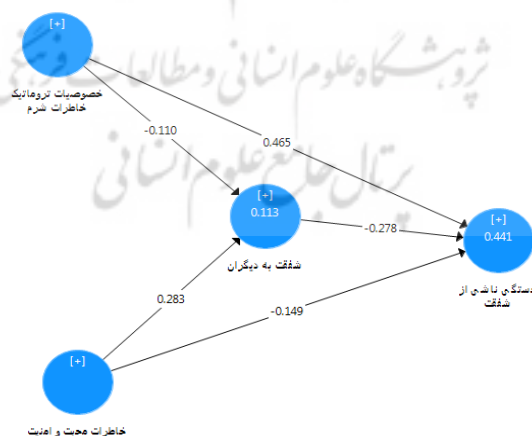 [+]
پژوهشگاه علوم انسانی و مطالعات فرهنگی
خصوصیات تروماتیک
خاطرات شرم
-0.110
0.465
پرتال جامع علوم انسانی
[+]
0.113
-0.278
[+]
0.441
شفقت به دیگران
دستگی ناشی از
شفقت
0.283
-0.149
[+]
خاطرات محبت و امنیت